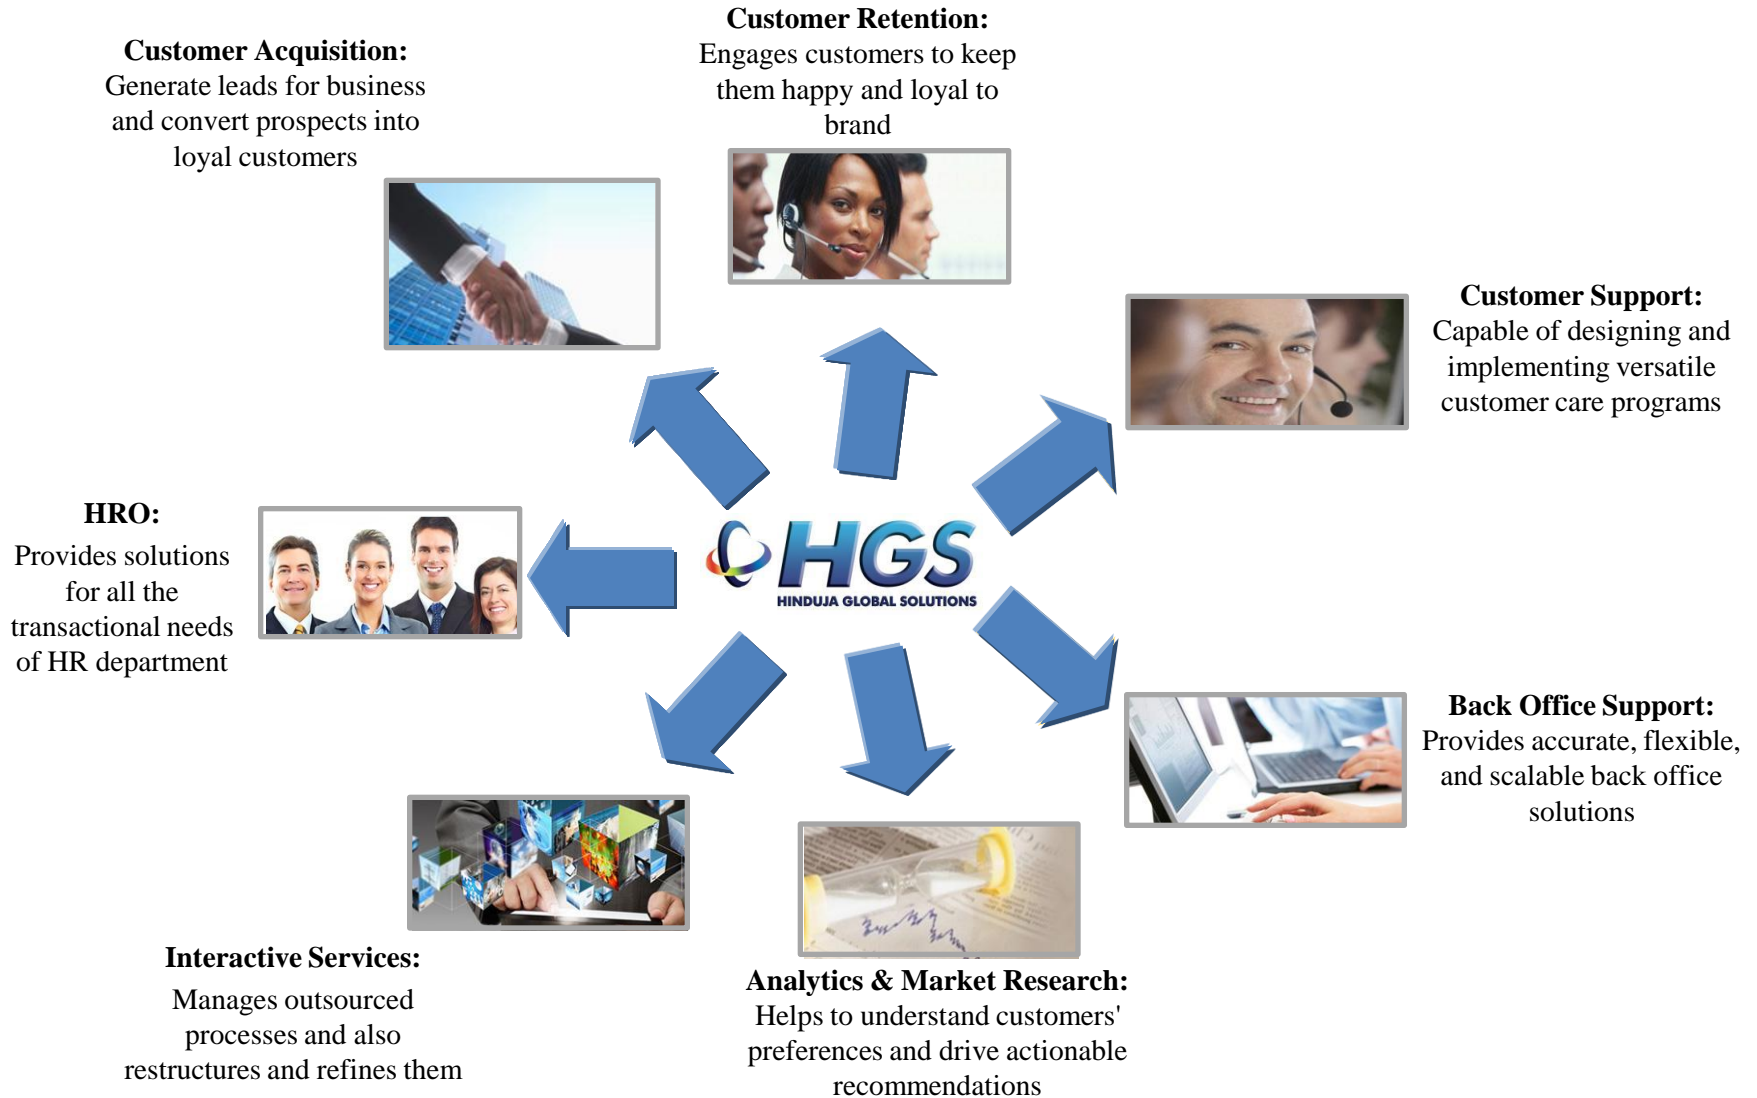 Customer Acquisition:
Generate leads for business
and convert prospects into
loyal customers
Customer Retention:
Engages customers to keep
them happy and loyal to
brand
Customer Support:
Capable of designing and
implementing versatile
customer care programs
HRO:
Provides solutions
for all the
transactional needs
of HR department
HGS
HINDUJA GLOBAL SOLUTIONS
Back Office Support:
Provides accurate, flexible,
and scalable back office
solutions
Interactive Services:
Manages outsourced
processes and also
restructures and refines them
Analytics & Market Research:
Helps to understand customers'
preferences and drive actionable
recommendations